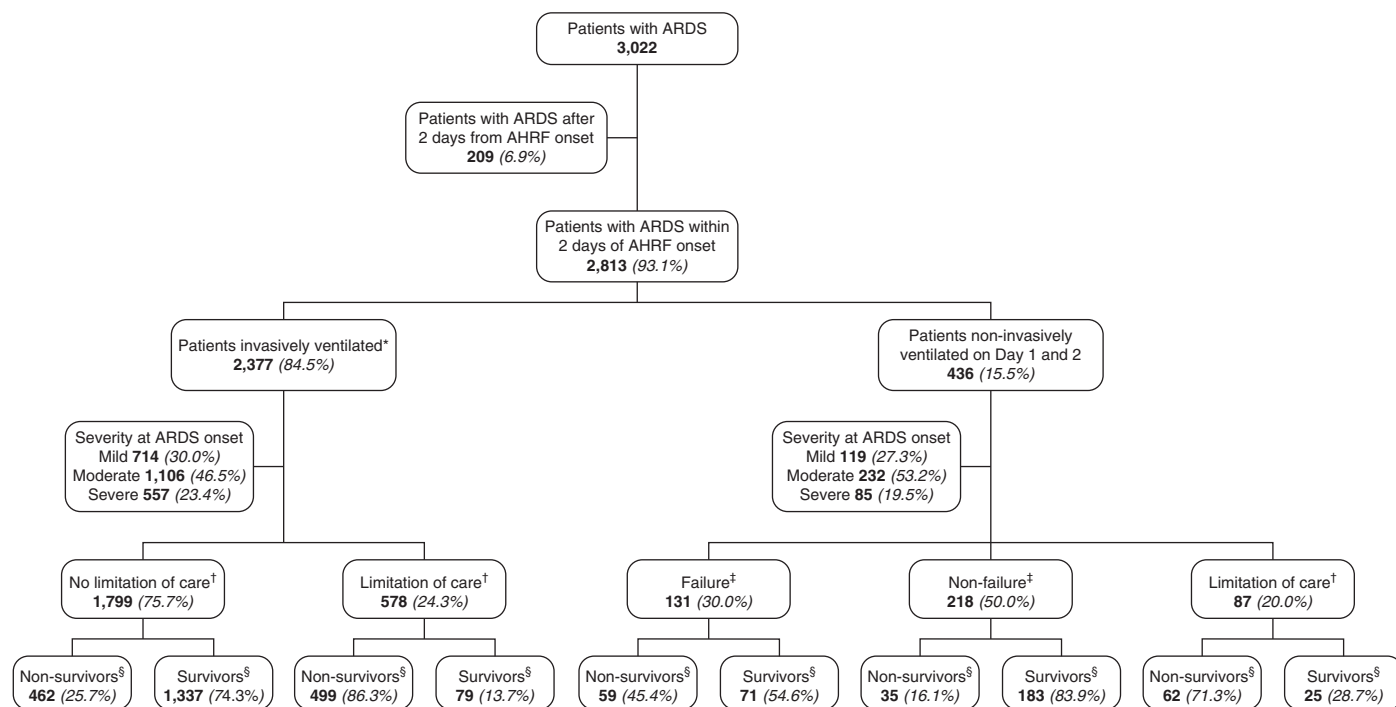 Patients with ARDS
3,022
Patients with ARDS after
2 days from AHRF onset
209 (6.9%)
Patients with ARDS within
2 days of AHRF onset
2,813 (93.1%)
Patients invasively ventilated*
2,377 (84.5%)
Patients non-invasively
ventilated on Day 1 and 2
436 (15.5%)
Severity at ARDS onset
Mild 714 (30.0%)
Moderate 1,106 (46.5%)
Severe 557 (23.4%)
Severity at ARDS onset
Mild 119 (27.3%)
Moderate 232 (53.2%)
Severe 85 (19.5%)
No limitation of care†
1,799 (75.7%)
Limitation of care†
578 (24.3%)
Failure‡
131 (30.0%)
Non-failure‡
218 (50.0%)
Limitation of care†
87 (20.0%)
Non-survivors§
462 (25.7%)
Survivors§
1,337 (74.3%)
Non-survivors§
499 (86.3%)
Survivors§
79 (13.7%)
Non-survivors§
59 (45.4%)
Survivors§
71 (54.6%)
Non-survivors§
35 (16.1%)
Survivors§
183 (83.9%)
Non-survivors§
62 (71.3%)
Survivors§
25 (28.7%)